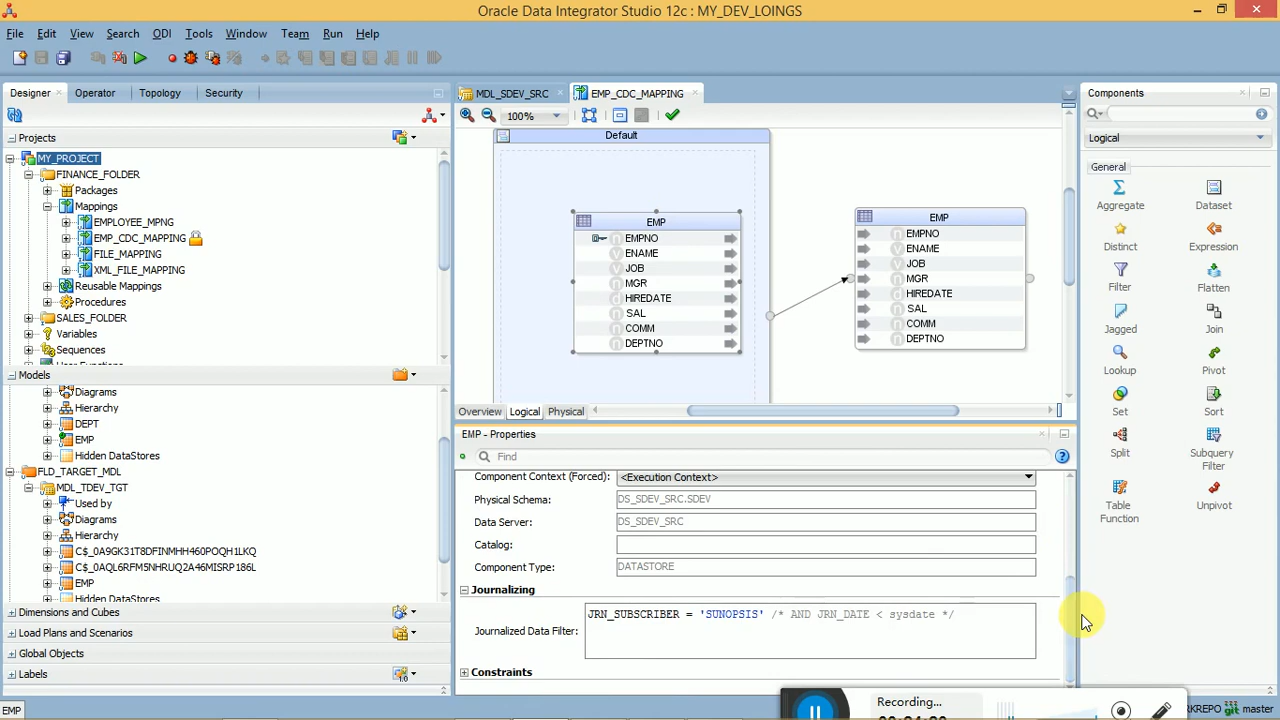 Oracle Data Integrator Studio 12c : MY_DEV_LOINGS
File Edit View Search ODI Tools Window Team Run Help
Designer Operator Topology Security
Projects
MY_PROJECT
FINANCE_FOLDER
Packages
Mappings
EMPLOYEE_MPNG
EMP_CDC_MAPPING
FILE_MAPPING
XML_FILE_MAPPING
Reusable Mappings
Procedures
SALES_FOLDER
Variables
Sequences
Models
Diagrams
Hierarchy
DEPT
EMP
Hidden DataStores
FLD_TARGET_MDL
MDL_TDEV_TGT
Used by
Diagrams
Hierarchy
C$_0A9GK31T8DFINMHH460POQH1LKQ
C$_0AQL6RFM5NHRUQ2A46MISRP186L
EMP
Hidden DataStores
Dimensions and Cubes
Load Plans and Scenarios
Global Objects
Labels
EMP
MDL_SDEV_SRC EMP_CDC_MAPPING
100%
Default
EMP
EMPNO
ENAME
JOB
MGR
HIREDATE
SAL
COMM
DEPTNO
EMP
EMPNO
ENAME
JOB
MGR
HIREDATE
SAL
COMM
DEPTNO
Overview Logical Physical
EMP - Properties
Find
Component Context (Forced): <Execution Context>
Physical Schema: DS_SDEV_SRC.SDEV
Data Server: DS_SDEV_SRC
Catalog:
Component Type: DATASTORE
Journalizing
Journalized Data Filter: JRN_SUBSCRIBER = 'SUNOPSIS' /* AND JRN_DATE < sysdate */
Constraints
Components
Logical
General
Aggregate Dataset
Distinct Expression
Filter Flatten
Jagged Join
Lookup Pivot
Set Sort
Split Subquery Filter
Table Function Unpivot
Recording...
git master